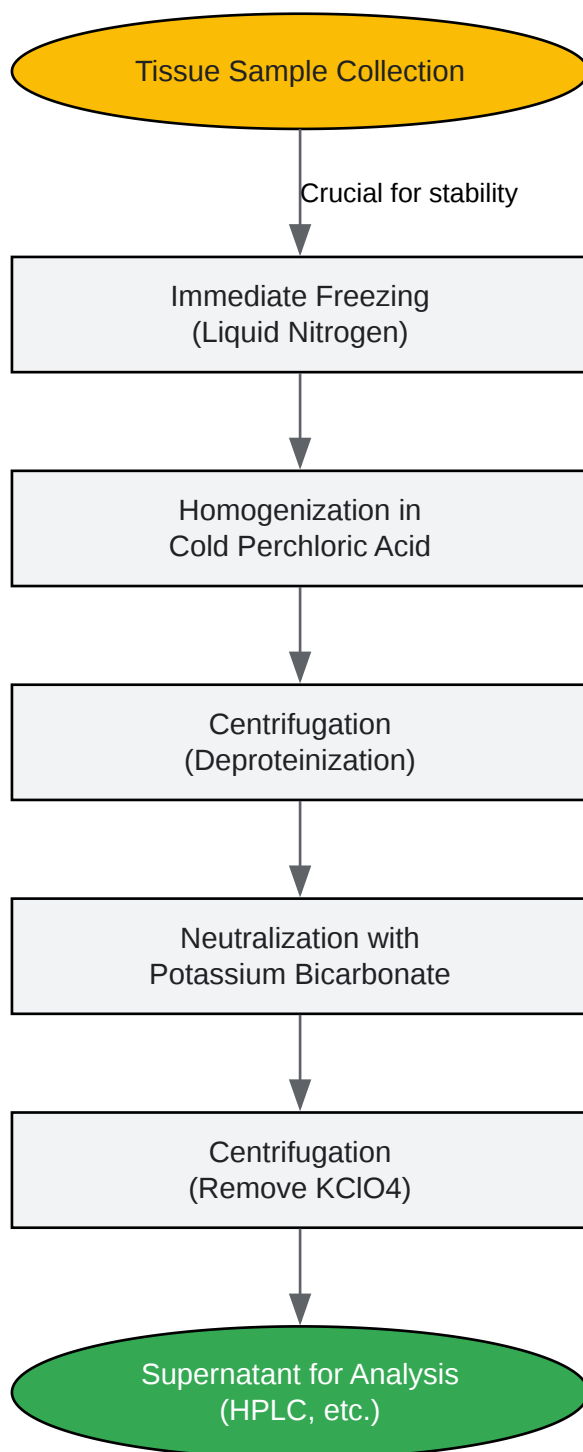 Tissue Sample Collection
Crucial for stability
Immediate Freezing
(Liquid Nitrogen)
Homogenization in
Cold Perchloric Acid
Centrifugation
(Deproteinization)
Neutralization with
Potassium Bicarbonate
Centrifugation
(Remove KClO4)
Supernatant for Analysis
(HPLC, etc.)